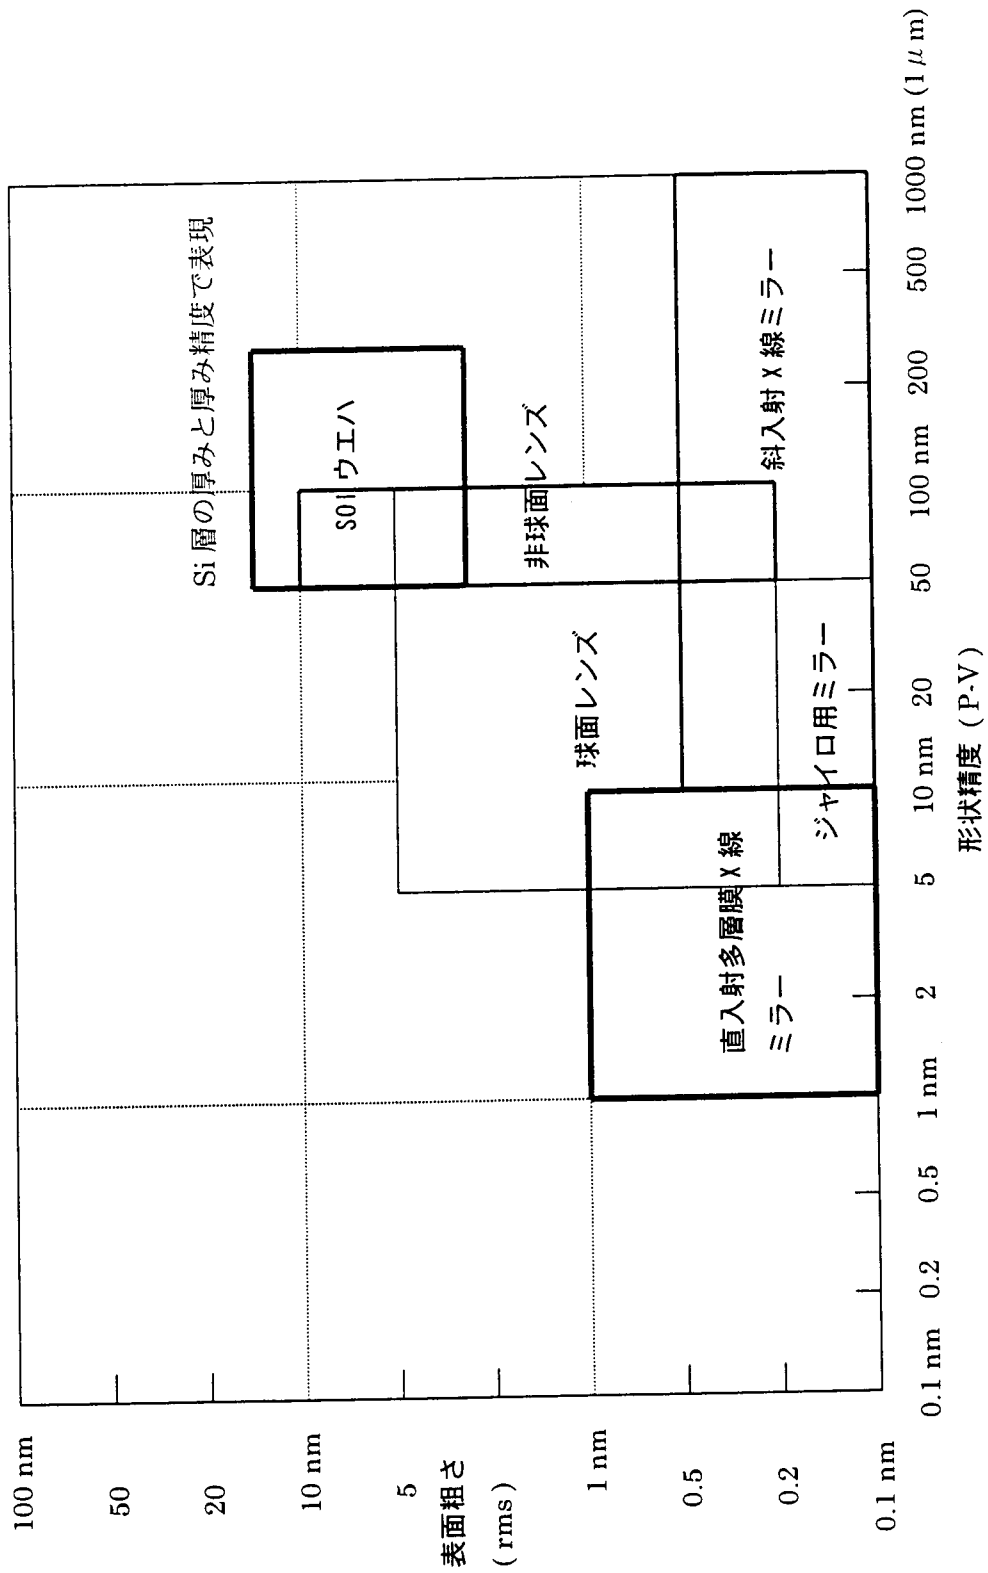 Si 層の厚みと厚み精度で表現
100 nm
50
20
10 nm
5
表面粗さ
(rms)
1 nm
0.5
0.2
0.1 nm
SOI ウエハ
非球面レンズ
球面レンズ
斜入射 X 線ミラー
直入射多層膜 X 線
ミラー
ジャイロ用ミラー
0.1 nm 0.2 0.5 1 nm 2 5 10 nm 20 50 100 nm 200 500 1000 nm (1 μ m)
形状精度 (P-V)